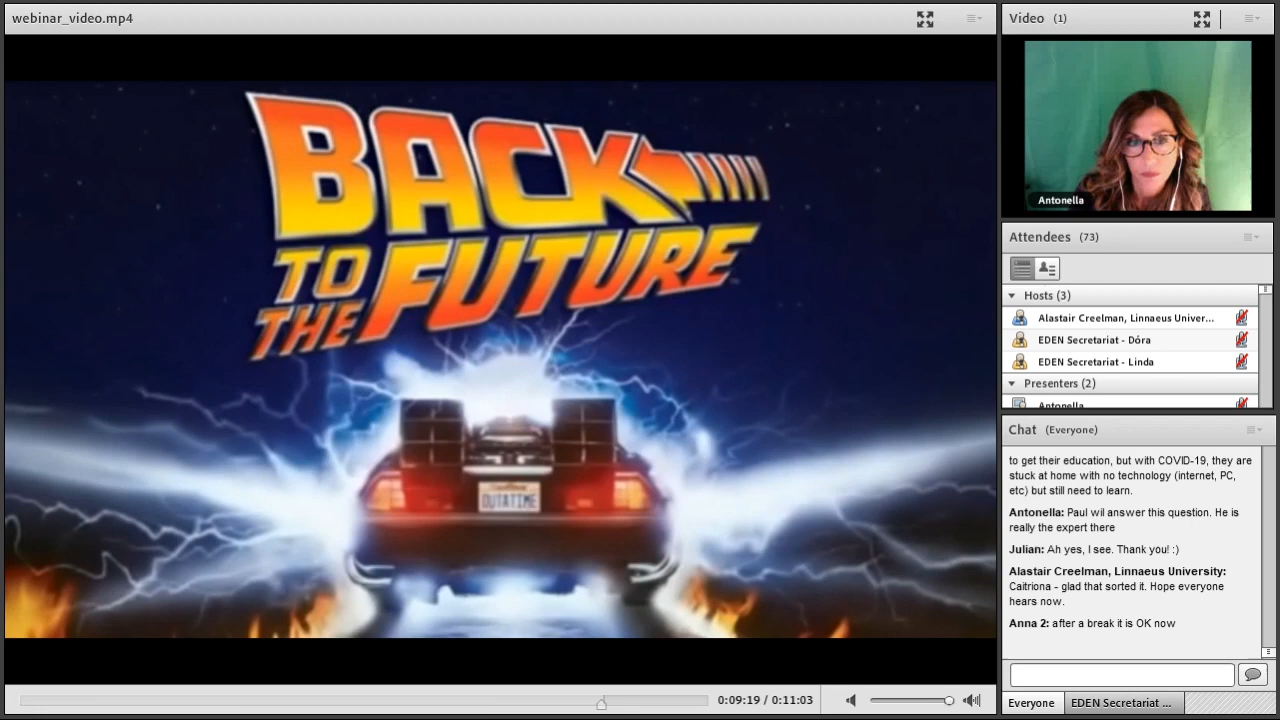 webinar_video.mp4
BACK
TO
THE FUTURE
OUTATIME
0:09:19 / 0:11:03
Video (1)
Antonella
Attendees (73)
Hosts (3)
Alastair Creelman, Linnaeus Univer...
EDEN Secretariat - Dóra
EDEN Secretariat - Linda
Presenters (2)
Antonella
Chat (Everyone)
to get their education, but with COVID-19, they are
stuck at home with no technology (internet, PC,
etc) but still need to learn.
Antonella: Paul wil answer this question. He is
really the expert there
Julian: Ah yes, I see. Thank you! :)
Alastair Creelman, Linnaeus University:
Caitriona - glad that sorted it. Hope everyone
hears now.
Anna 2: after a break it is OK now
Everyone
EDEN Secretariat ...